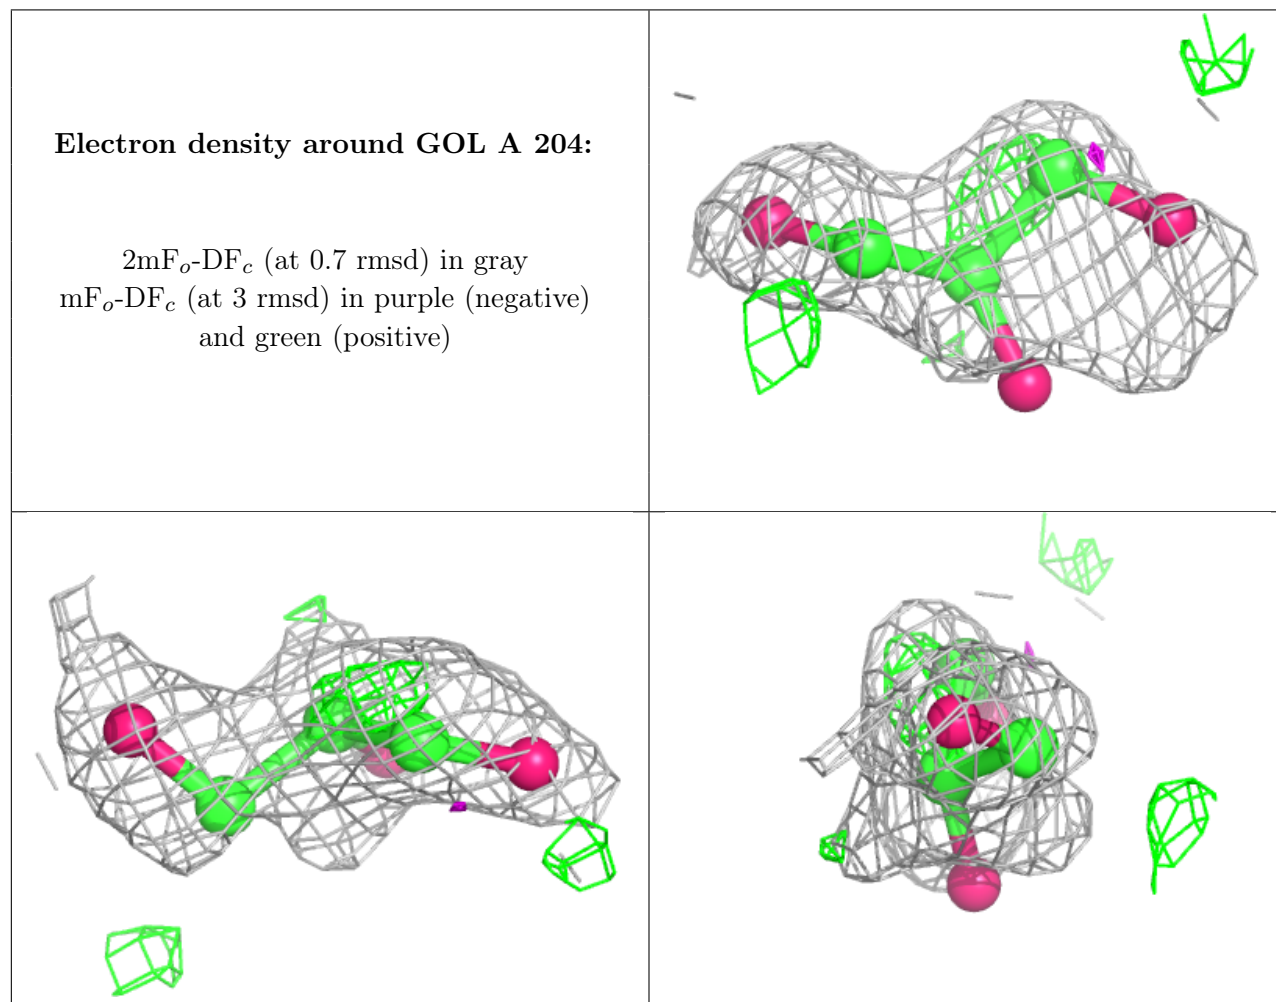 Electron density around GOL A 204:
2mFo-DFc (at 0.7 rmsd) in gray
mFo-DFc (at 3 rmsd) in purple (negative)
and green (positive)